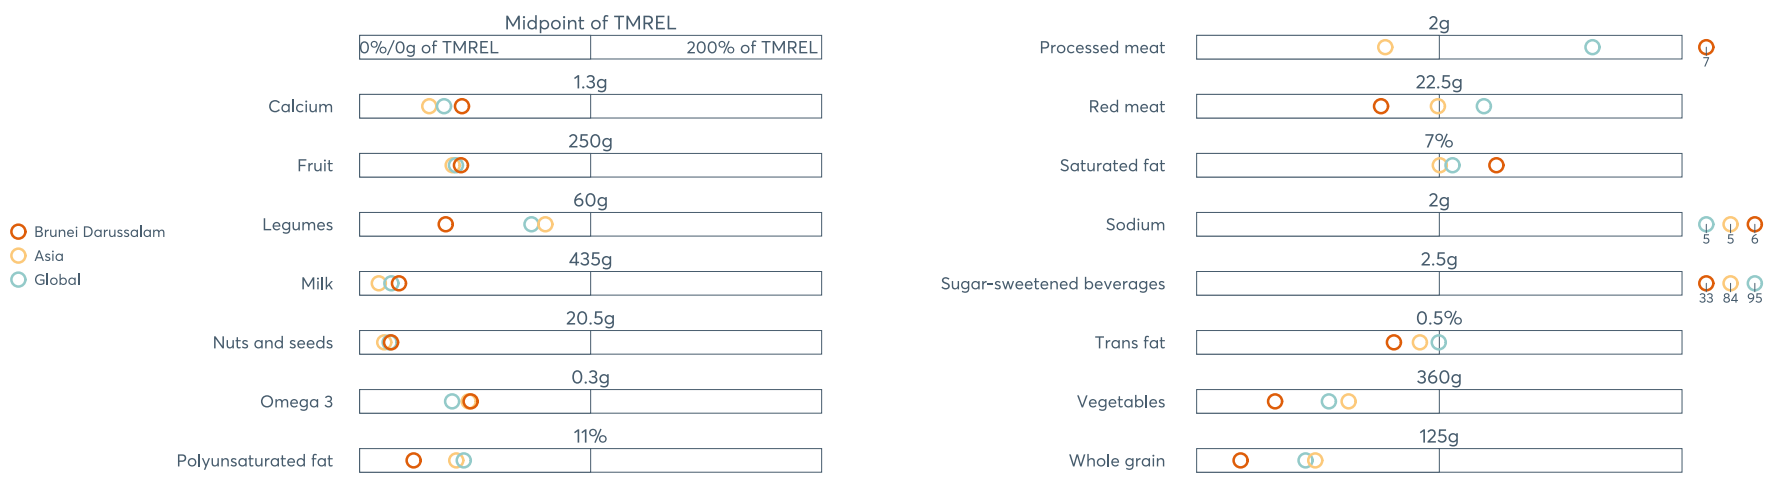 Midpoint of TMREL
0%/0g of TMREL 200% of TMREL
1.3g
Calcium
250g
Fruit
60g
Legumes
435g
Milk
20.5g
Nuts and seeds
0.3g
Omega 3
11%
Polyunsaturated fat
Brunei Darussalam
Asia
Global
2g
Processed meat
7
22.5g
Red meat
7%
Saturated fat
2g
Sodium
5 5 6
2.5g
Sugar-sweetened beverages
33 84 95
0.5%
Trans fat
360g
Vegetables
125g
Whole grain